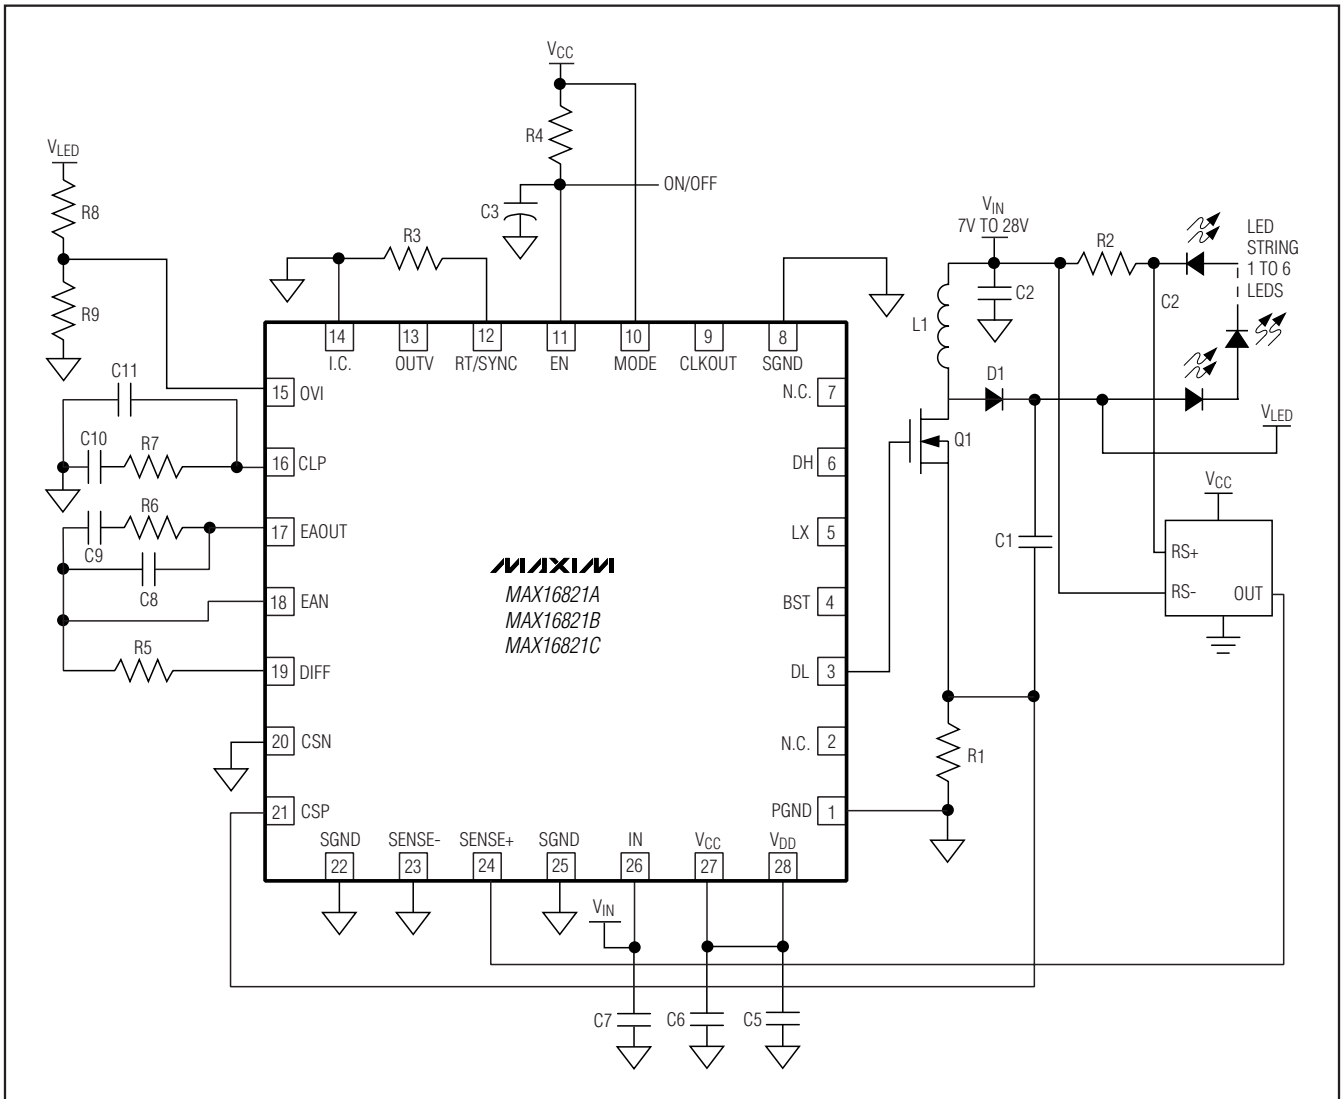 VCC
R4
ON/OFF
C3
VLED
R8
R9
R3
VIN
7V TO 28V
C2
L1
R2
C2
LED
STRING
1 TO 6
LEDS
D1
VLED
Q1
C1
VCC
RS+
RS-
OUT
R1
14
I.C.
13
OUTV
12
RT/SYNC
11
EN
10
MODE
9
CLKOUT
8
SGND
C11
C10
R7
R6
C9
C8
R5
15 OVI
16 CLP
17 EAOUT
18 EAN
19 DIFF
20 CSN
21 CSP
MAXIM
MAX16821A
MAX16821B
MAX16821C
N.C. 7
DH 6
LX 5
BST 4
DL 3
N.C. 2
PGND 1
SGND
22
SENSE-
23
SENSE+
24
SGND
25
IN
26
VCC
27
VDD
28
VIN
C7
C6
C5